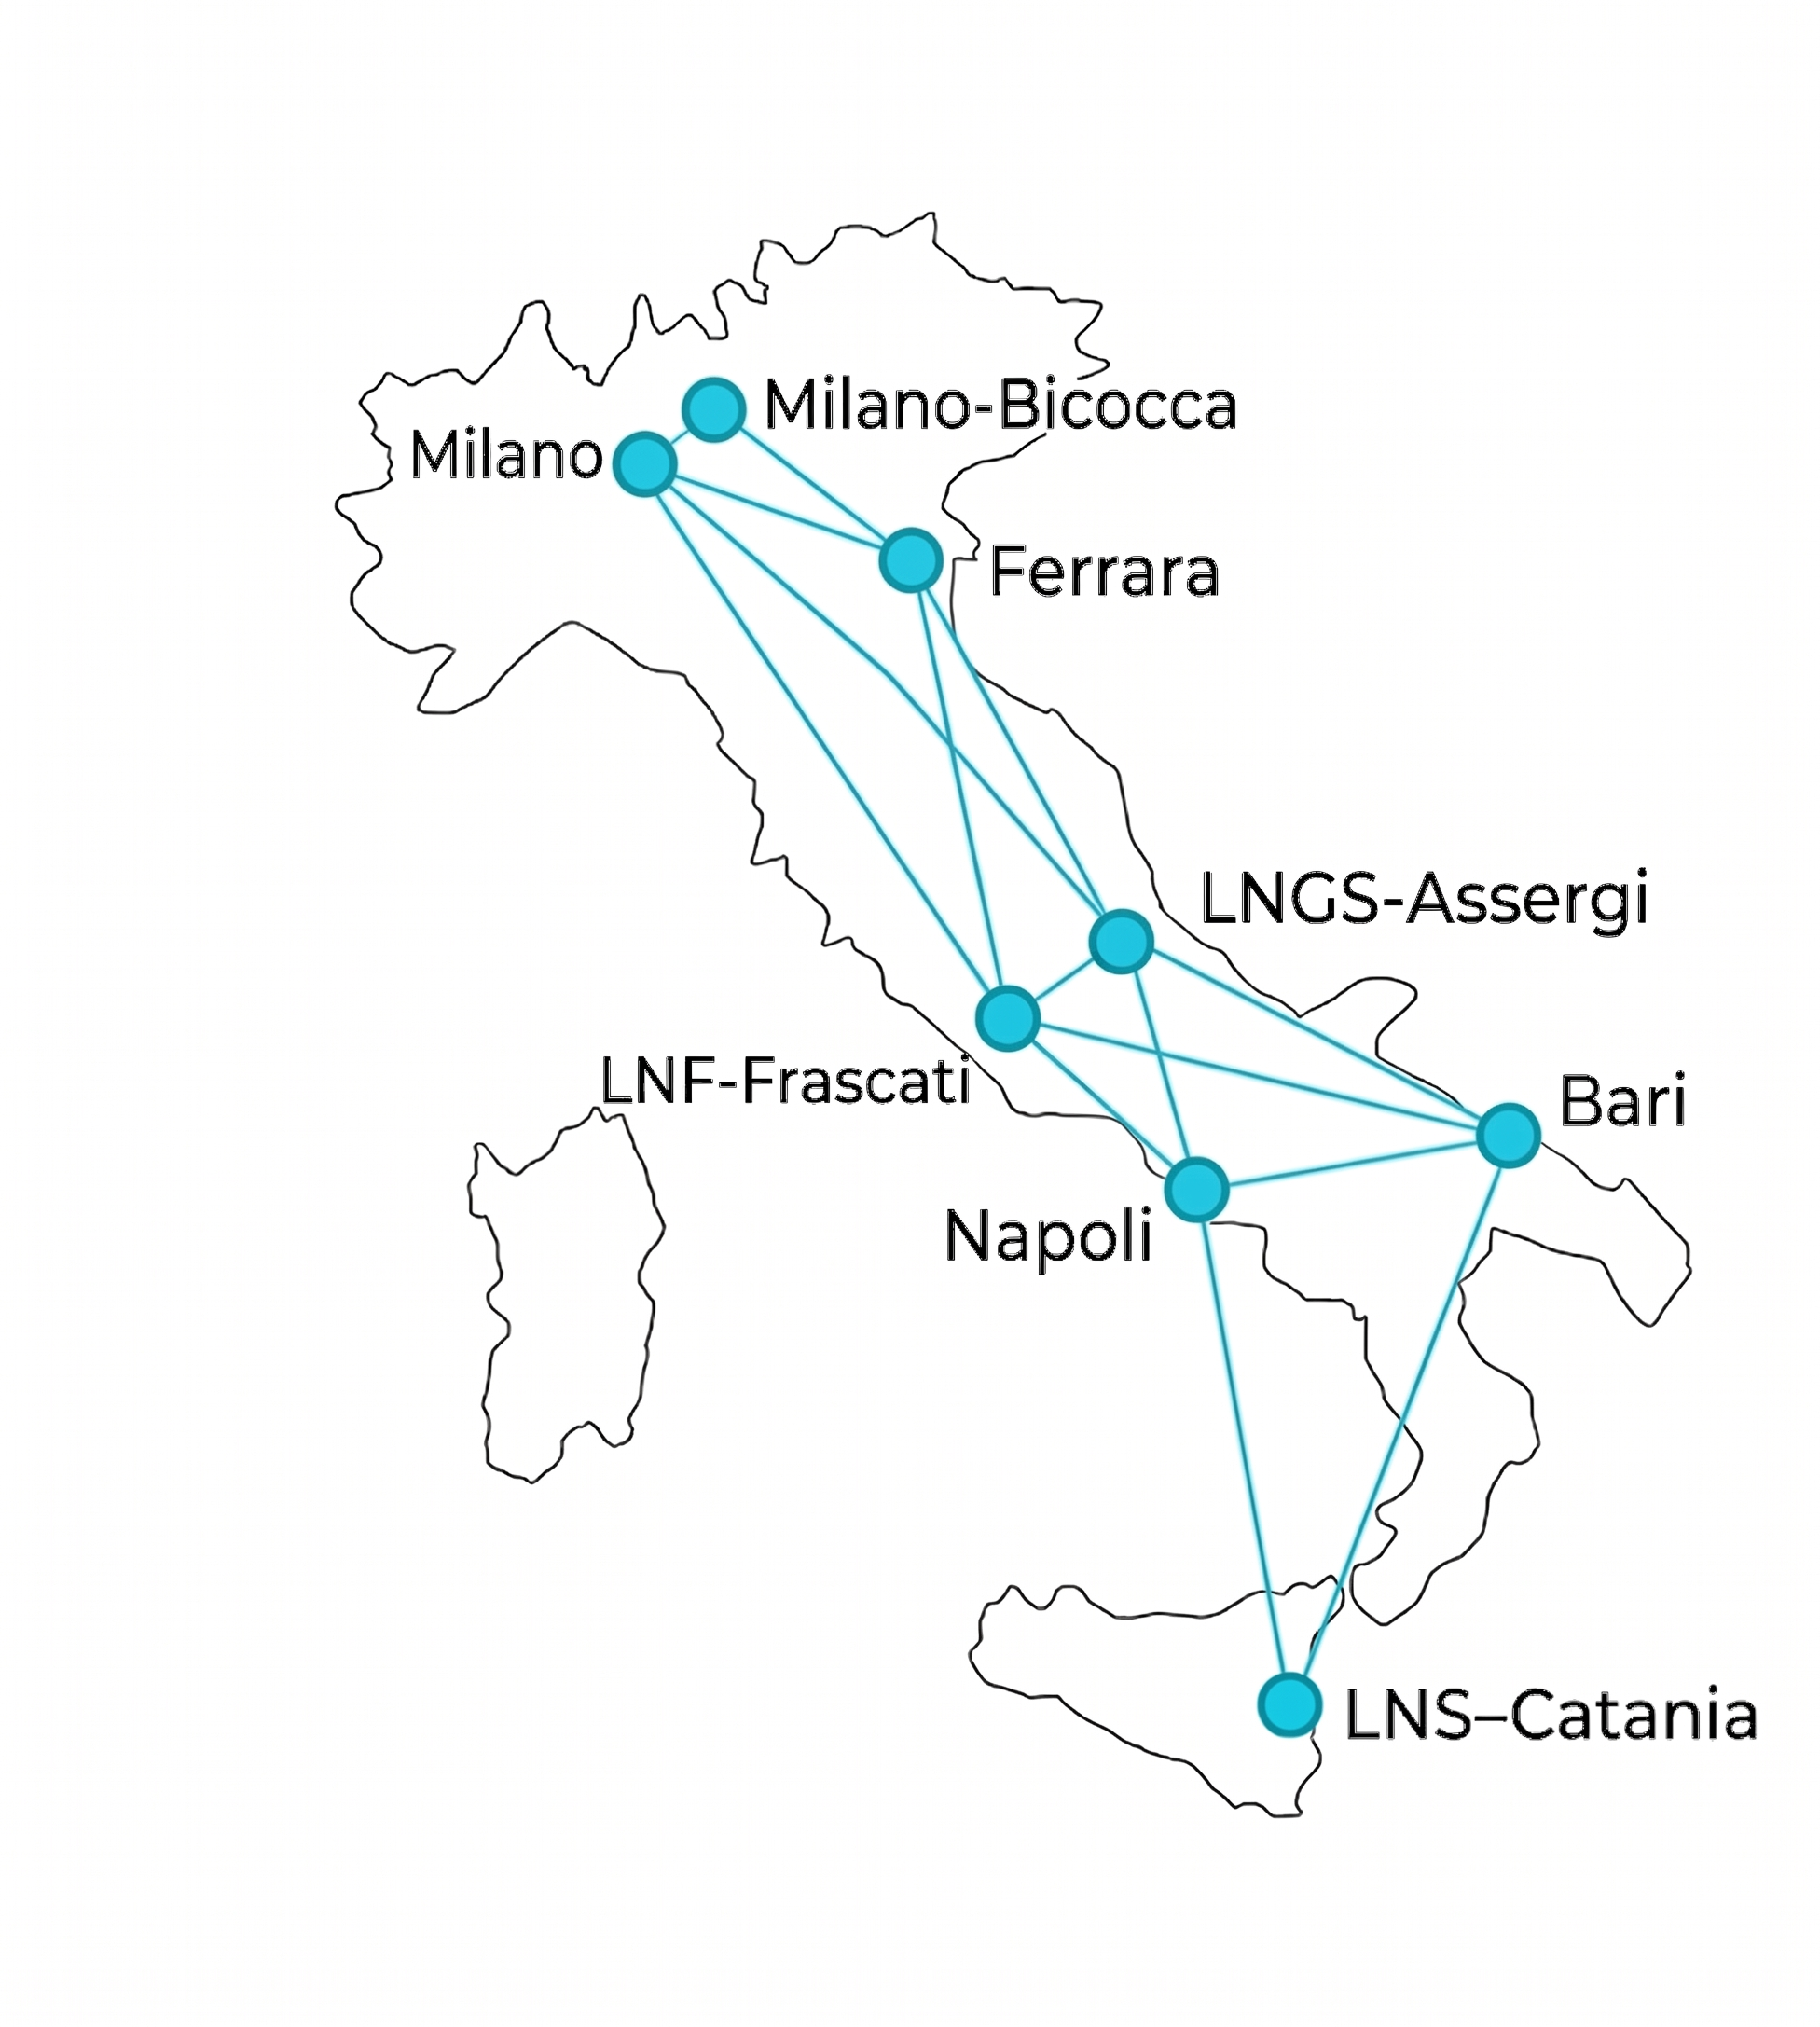 Milano-Bicocca
Milano
Ferrara
LNGS-Assergi
LNF-Frascati
Bari
Napoli
LNS–Catania